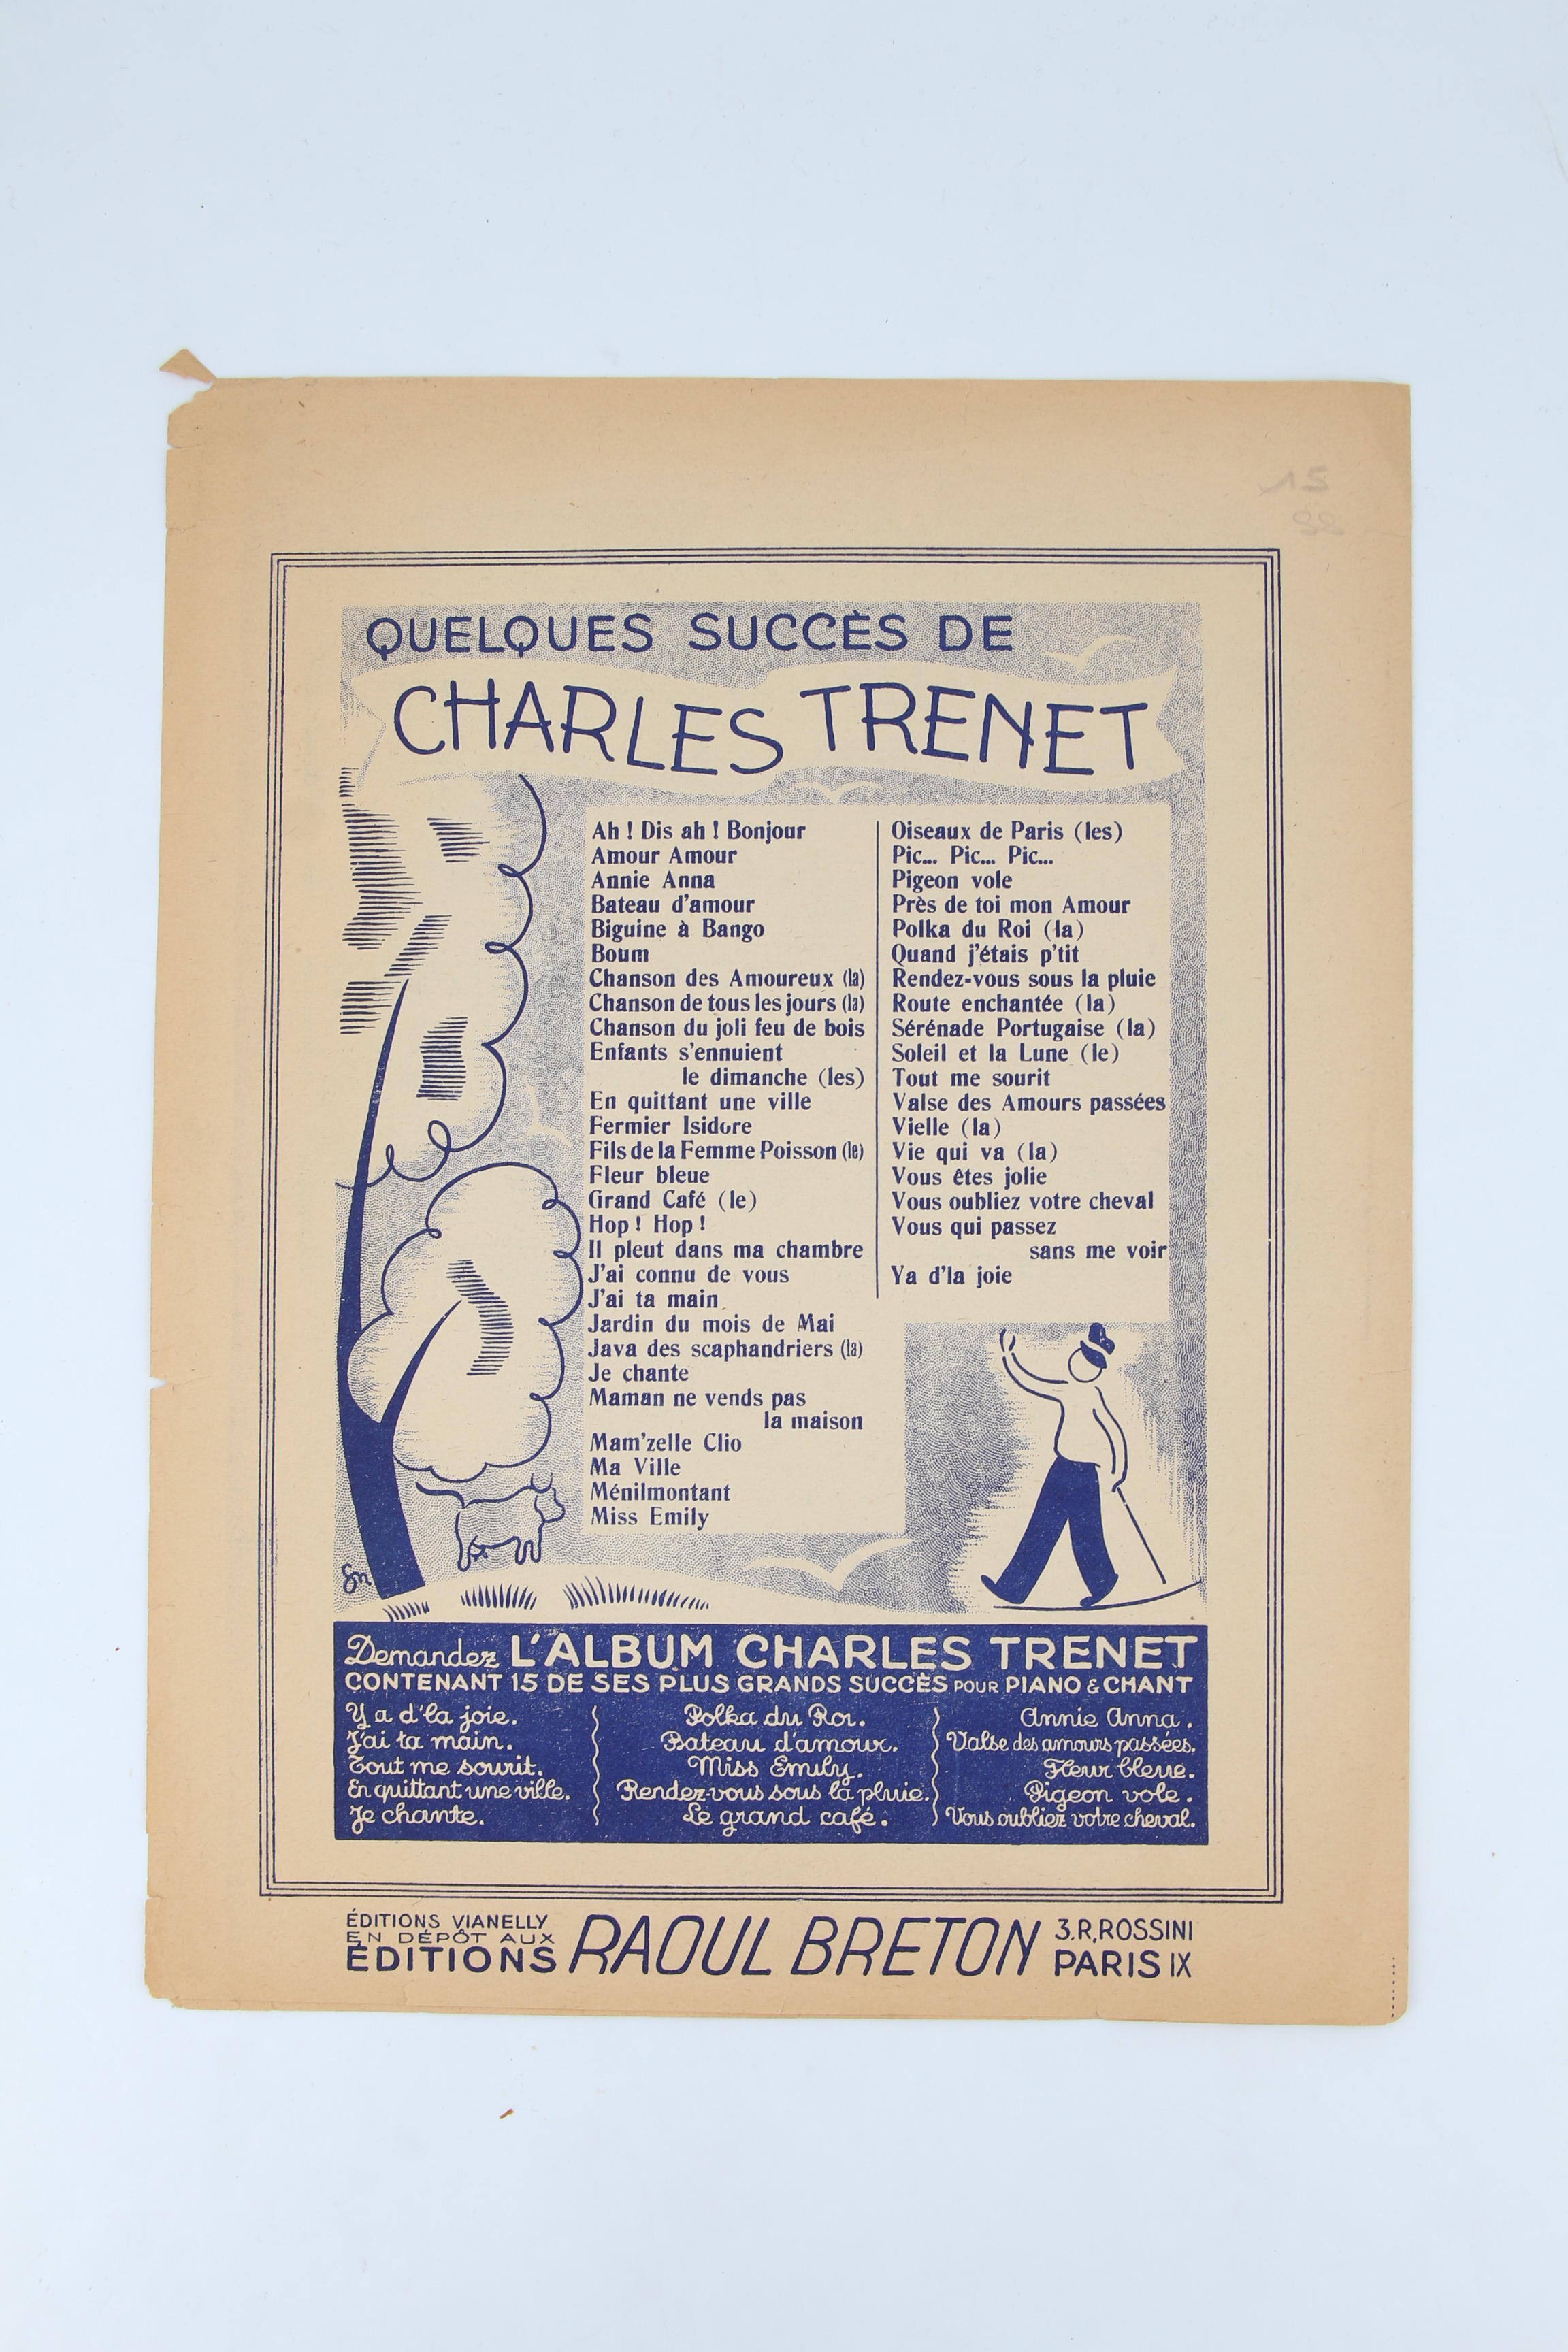 15
QUELQUES SUCCÈS DE
CHARLES TRENET
Ah ! Dis ah ! Bonjour
Amour Amour
Annie Anna
Bateau d'amour
Biguine à Bango
Boum
Chanson des Amoureux (la)
Chanson de tous les jours (la)
Chanson du joli feu de bois
Enfants s'ennuient
le dimanche (les)
En quittant une ville
Fermier Isidore
Fils de la Femme Poisson (le)
Fleur bleue
Grand Café (le)
Hop ! Hop !
Il pleut dans ma chambre
J'ai connu de vous
J'ai ta main
Jardin du mois de Mai
Java des scaphandriers (la)
Je chante
Maman ne vends pas
la maison
Mam'zelle Clio
Ma Ville
Ménilmontant
Miss Emily
Oiseaux de Paris (les)
Pic... Pic... Pic...
Pigeon vole
Près de toi mon Amour
Polka du Roi (la)
Quand j'étais p'tit
Rendez-vous sous la pluie
Route enchantée (la)
Sérénade Portugaise (la)
Soleil et la Lune (le)
Tout me sourit
Valse des Amours passées
Vielle (la)
Vie qui va (la)
Vous êtes jolie
Vous oubliez votre cheval
Vous qui passez
sans me voir
Ya d'la joie
Demandez L'ALBUM CHARLES TRENET
CONTENANT 15 DE SES PLUS GRANDS SUCCÈS POUR PIANO & CHANT
Y a d'la joie.
J'ai ta main.
Tout me sourit.
En quittant une ville.
Je chante.
Polka du Roi.
Bateau d'amour.
Miss Emily.
Rendez-vous sous la pluie.
Le grand café.
Annie Anna.
Valse des amours passées.
Fleur bleue.
Pigeon vole.
Vous oubliez votre cheval.
ÉDITIONS VIANELLY
EN DÉPÔT AUX
ÉDITIONS RAOUL BRETON
3.R.ROSSINI
PARIS IX